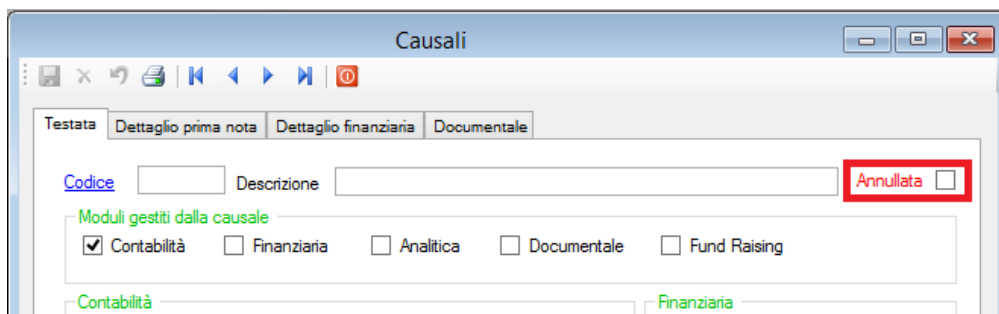 Causali
Testata Dettaglio prima nota Dettaglio finanziaria Documentale
Codice Descrizione Annullata
Moduli gestiti dalla causale
Contabilità Finanziaria Analitica Documentale Fund Raising
Contabilità Finanziaria